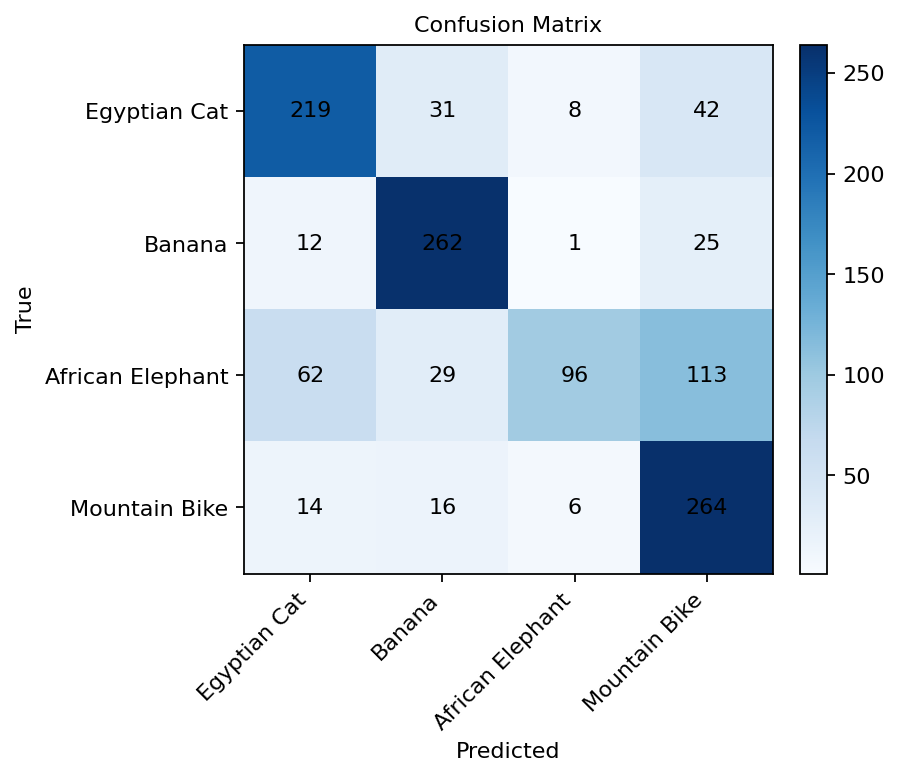 Confusion Matrix
Egyptian Cat 219 31 8 42
Banana 12 262 1 25
African Elephant 62 29 96 113
Mountain Bike 14 16 6 264
True
Egyptian Cat Banana African Elephant Mountain Bike
Predicted
250
200
150
100
50